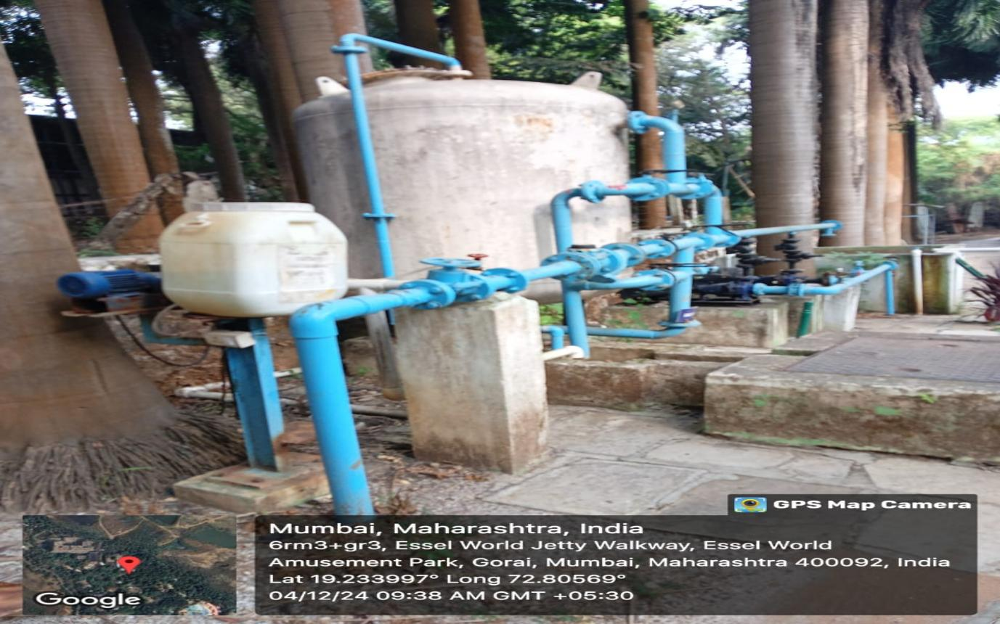 GPS Map Camera
Mumbai, Maharashtra, India
6rm3+gr3, Essel World Jetty Walkway, Essel World
Amusement Park, Gorai, Mumbai, Maharashtra 400092, India
Lat 19.233997° Long 72.80569°
04/12/24 09:38 AM GMT +05:30
Google